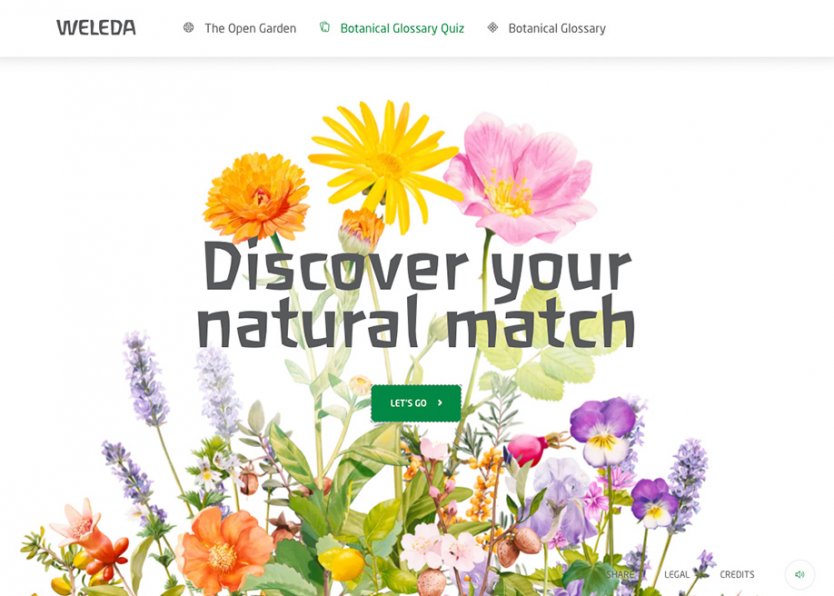 WELEDA
The Open Garden
Botanical Glossary Quiz
Botanical Glossary
Discover your
natural match
LET'S GO
SHARE
LEGAL
CREDITS